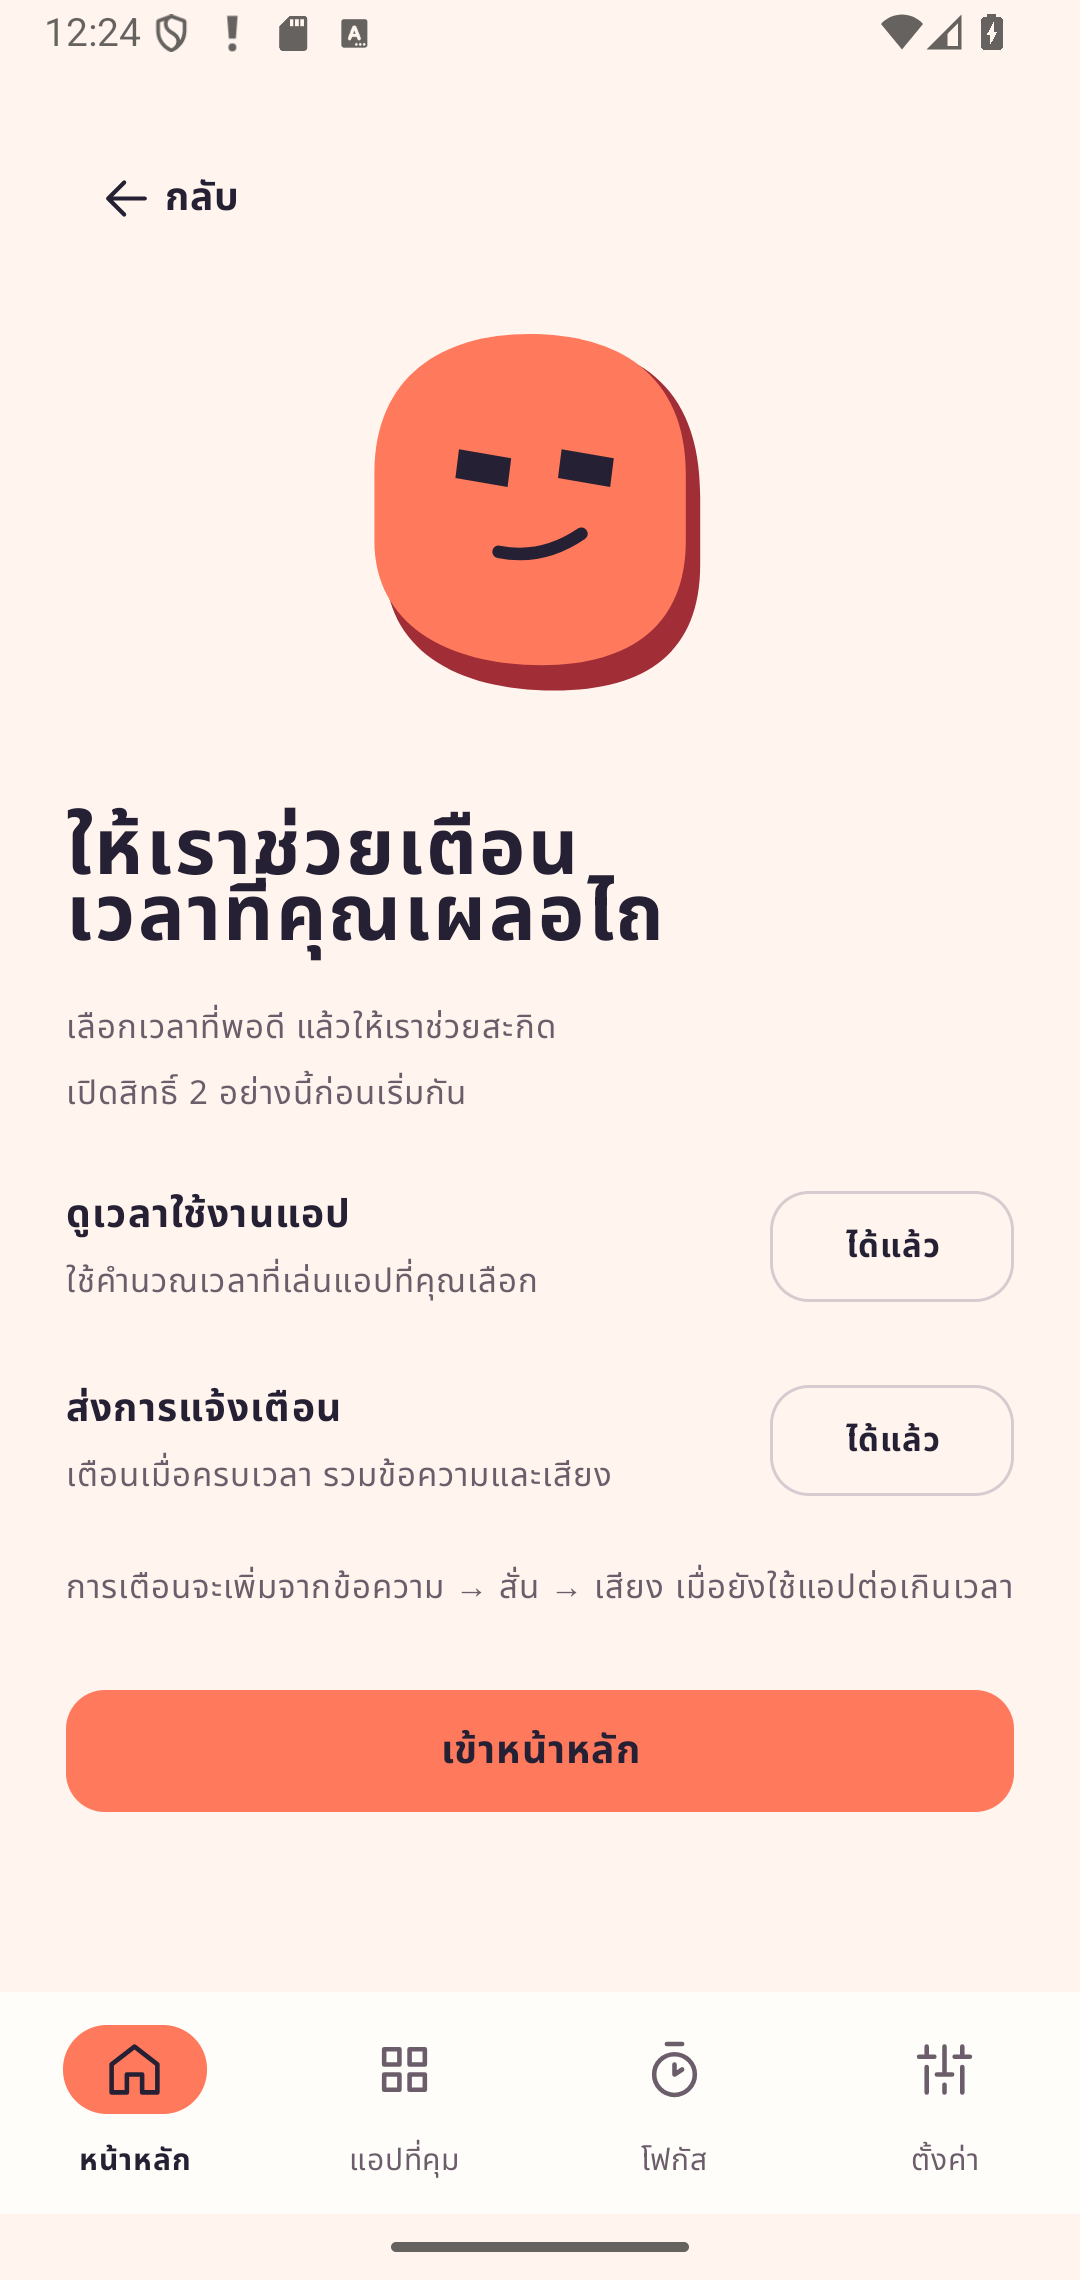 12:24
กลับ
ให้เราช่วยเตือน
เวลาที่คุณเผลอไถ
เลือกเวลาที่พอดี แล้วให้เราช่วยสะกิด
เปิดสิทธิ์ 2 อย่างนี้ก่อนเริ่มกัน
ดูเวลาใช้งานแอป
ได้แล้ว
ใช้คำนวณเวลาที่เล่นแอปที่คุณเลือก
ส่งการแจ้งเตือน
ได้แล้ว
เตือนเมื่อครบเวลา รวมข้อความและเสียง
การเตือนจะเพิ่มจากข้อความ → สั่น → เสียง เมื่อยังใช้แอปต่อเกินเวลา
เข้าหน้าหลัก
หน้าหลัก
แอปที่คุม
โฟกัส
ตั้งค่า